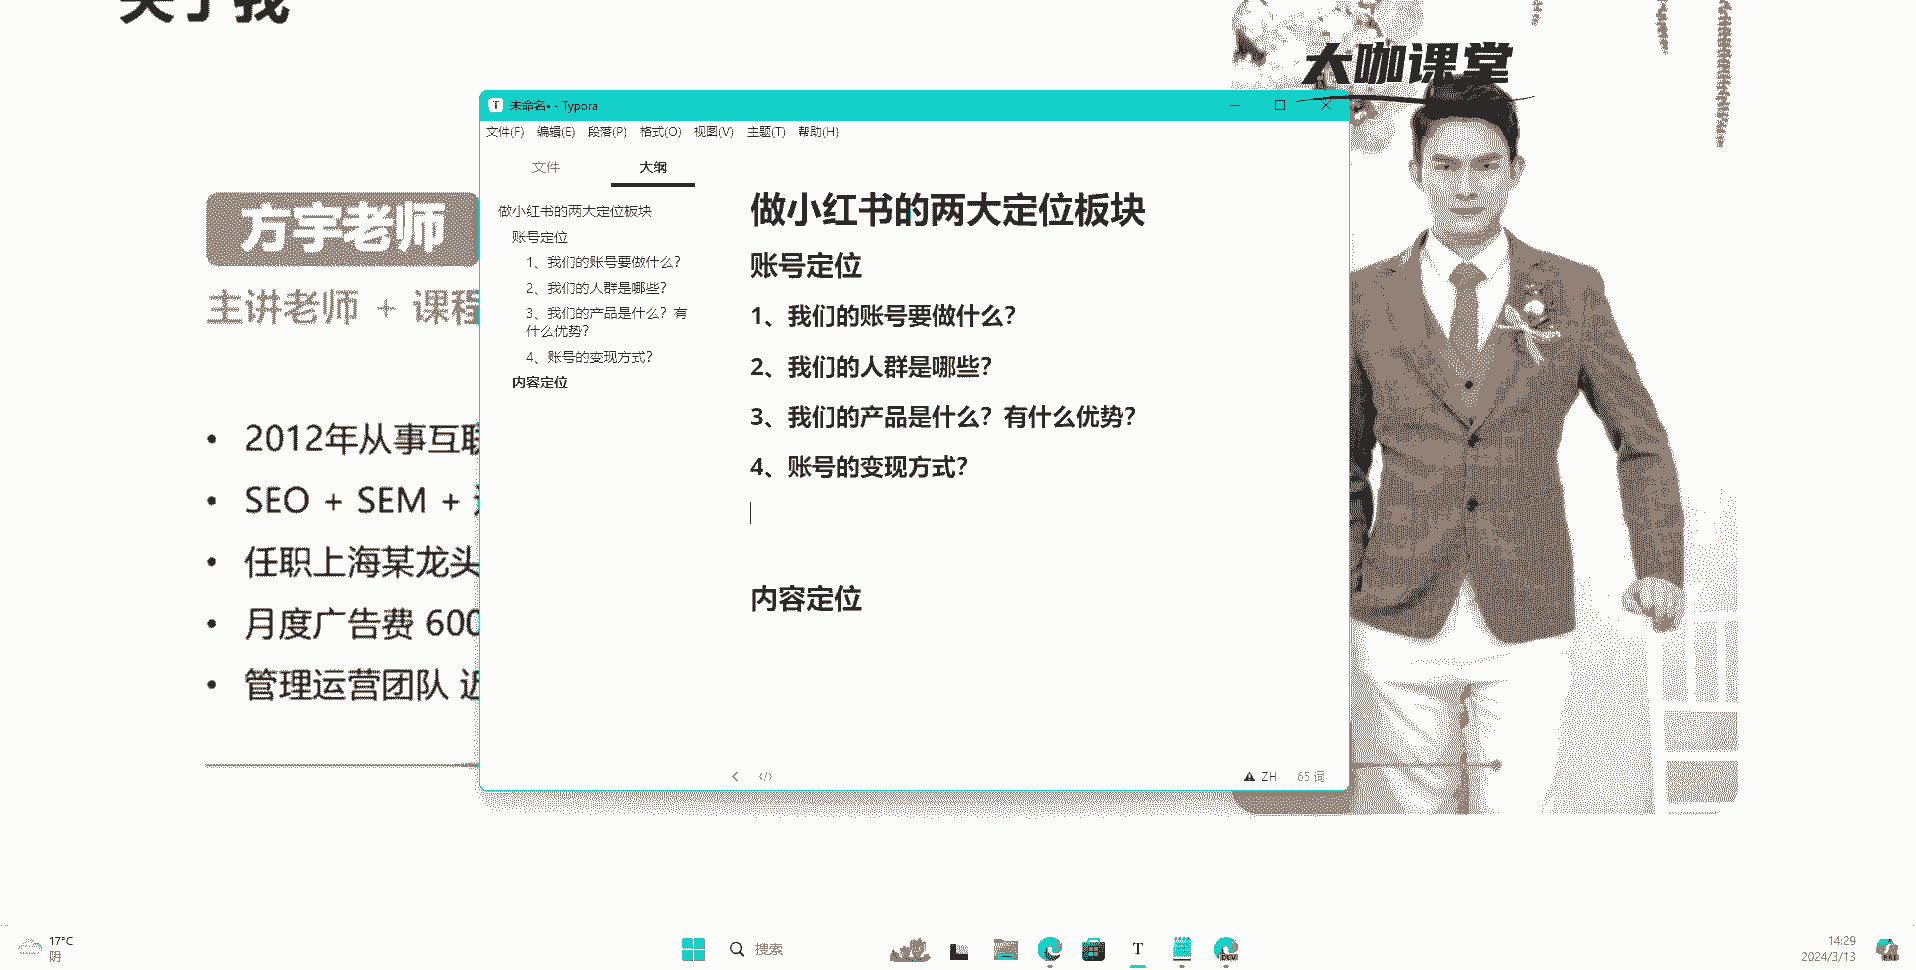 关于我
大咖课堂
方宇老师
主讲老师 + 课程
2012年从事互联
SEO + SEM +
任职上海某龙头
月度广告费 600
管理运营团队 近
未命名• - Typora
文件(F) 编辑(E) 段落(P) 格式(O) 视图(V) 主题(T) 帮助(H)
文件 大纲
做小红书的两大定位板块
账号定位
1、我们的账号要做什么?
2、我们的人群是哪些?
3、我们的产品是什么？有
什么优势?
4、账号的变现方式?
内容定位
做小红书的两大定位板块
账号定位
1、我们的账号要做什么?
2、我们的人群是哪些?
3、我们的产品是什么？有什么优势?
4、账号的变现方式?
内容定位
ZH 65 词
17°C
阴
搜索
T
DEV
14:29
2024/3/13
PRE